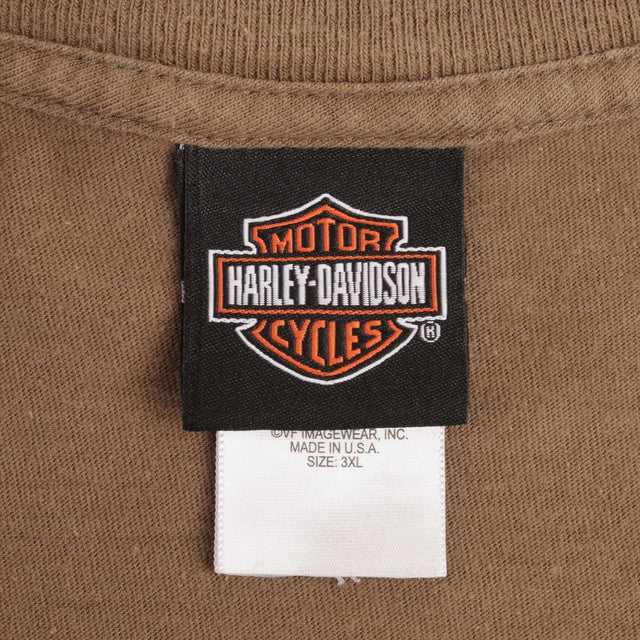 MOTOR
HARLEY-DAVIDSON
CYCLES
®
©VF IMAGEWEAR, INC.
MADE IN U.S.A.
SIZE: 3XL